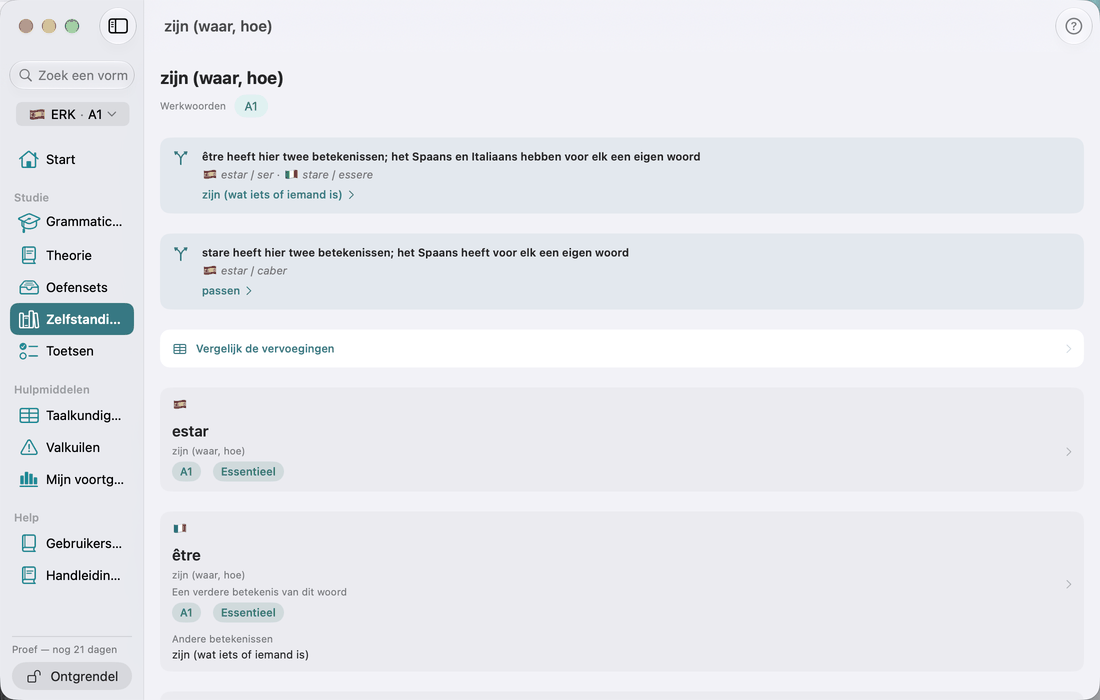 zijn (waar, hoe)
Zoek een vorm
ERK · A1
Start
Studie
Grammatic...
Theorie
Oefensets
Zelfstandi...
Toetsen
Hulpmiddelen
Taalkundig...
Valkuilen
Mijn voortg...
Help
Gebruikers...
Handleidin...
Proef — nog 21 dagen
Ontgrendel
zijn (waar, hoe)
Werkwoorden A1
être heeft hier twee betekenissen; het Spaans en Italiaans hebben voor elk een eigen woord
estar / ser · stare / essere
zijn (wat iets of iemand is)
stare heeft hier twee betekenissen; het Spaans heeft voor elk een eigen woord
estar / caber
passen
Vergelijk de vervoegingen
estar
zijn (waar, hoe)
A1 Essentieel
être
zijn (waar, hoe)
Een verdere betekenis van dit woord
A1 Essentieel
Andere betekenissen
zijn (wat iets of iemand is)